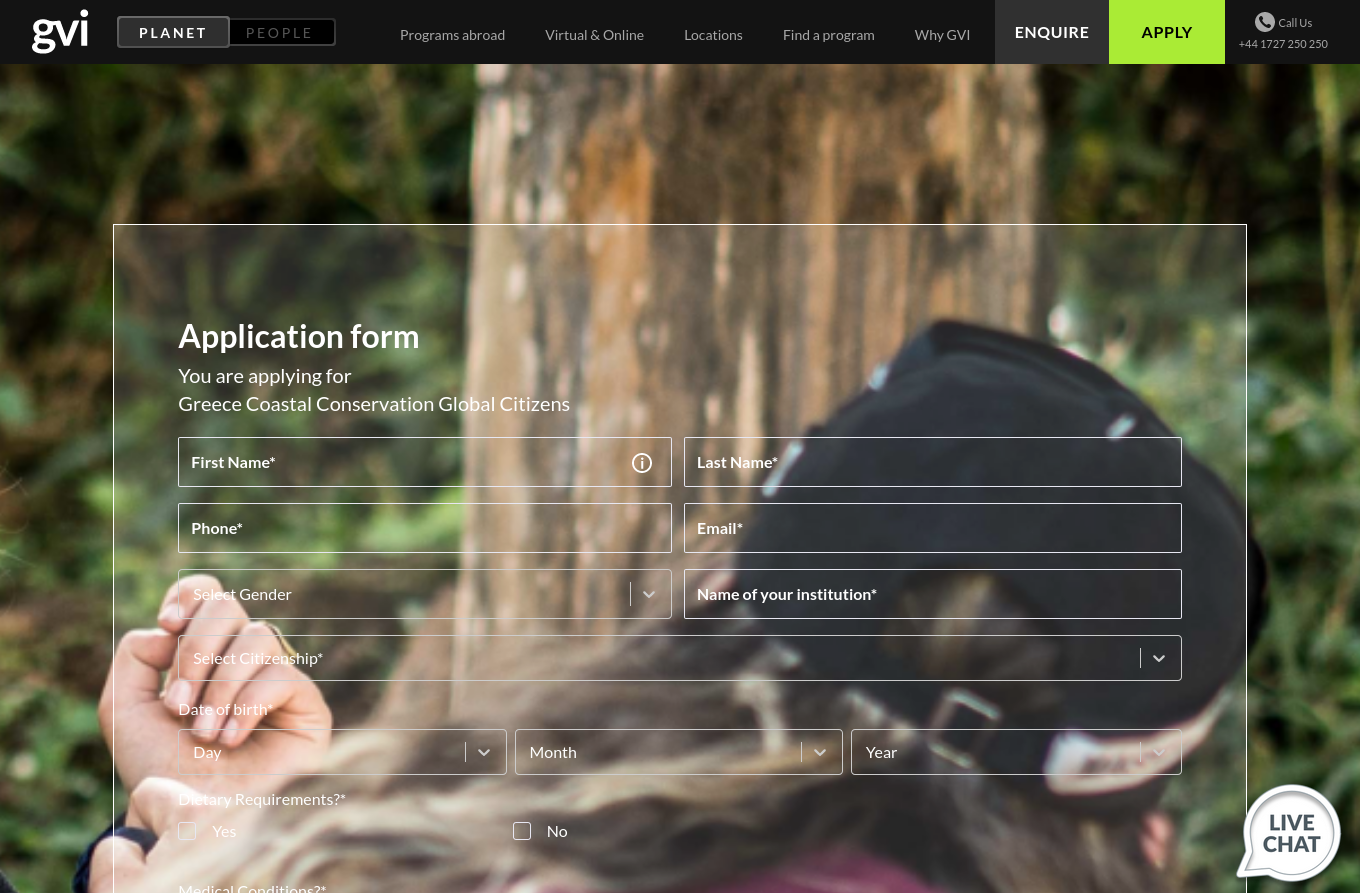 gvi
PLANET
PEOPLE
Programs abroad
Virtual & Online
Locations
Find a program
Why GVI
ENQUIRE
APPLY
Call Us
+44 1727 250 250
Application form
You are applying for
Greece Coastal Conservation Global Citizens
First Name*
Last Name*
Phone*
Email*
Select Gender
Name of your institution*
Select Citizenship*
Date of birth*
Day
Month
Year
Dietary Requirements?*
Yes
No
Medical Conditions?*
LIVE
CHAT